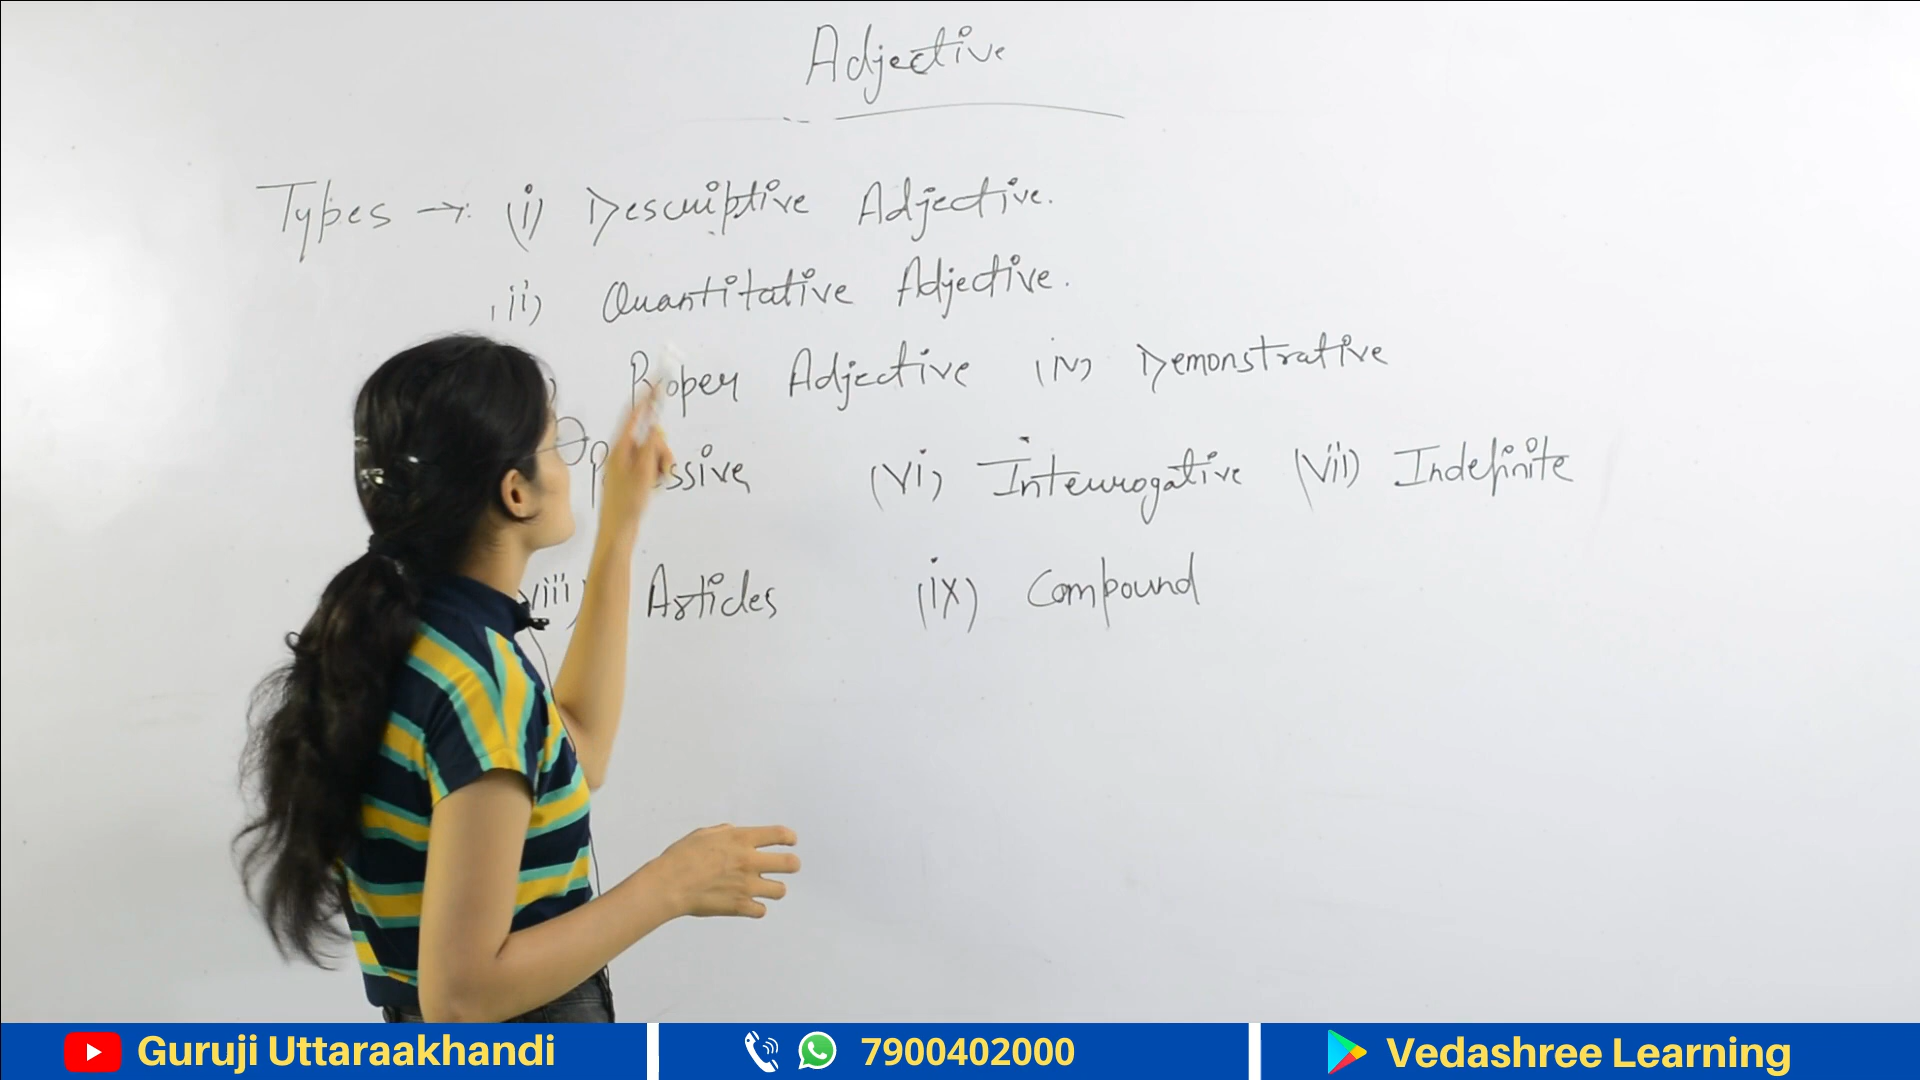 Adjective
Types → (i) Descriptive Adjective.
(ii) Quantitative Adjective.
Proper Adjective (iv) Demonstrative
(vi) Interrogative (vii) Indefinite
viii) Articles (ix) Compound
Guruji Uttaraakhandi 7900402000 Vedashree Learning